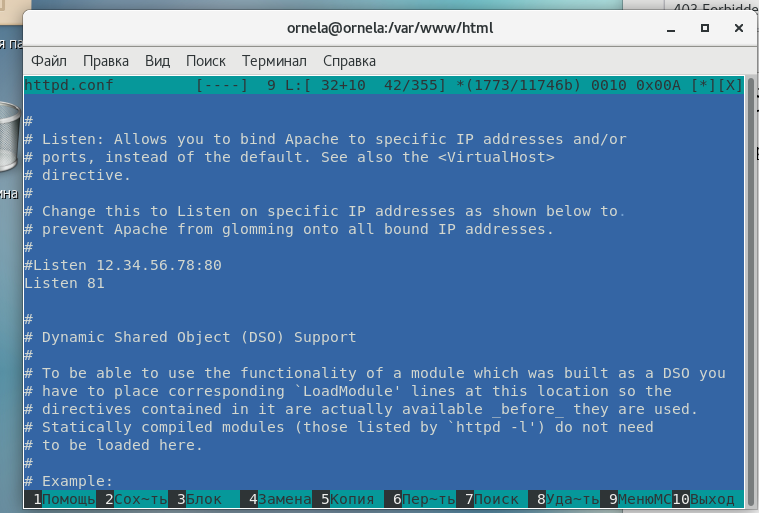 403 Forbidde
ornela@ornela:/var/www/html
Файл Правка Вид Поиск Терминал Справка
httpd.conf [----] 9 L:[ 32+10 42/355] *(1773/11746b) 0010 0x00A [*][X]
#
# Listen: Allows you to bind Apache to specific IP addresses and/or
# ports, instead of the default. See also the <VirtualHost>
# directive.
#
# Change this to Listen on specific IP addresses as shown below to.
# prevent Apache from glomming onto all bound IP addresses.
#
#Listen 12.34.56.78:80
Listen 81
#
# Dynamic Shared Object (DSO) Support
#
# To be able to use the functionality of a module which was built as a DSO you
# have to place corresponding `LoadModule' lines at this location so the
# directives contained in it are actually available _before_ they are used.
# Statically compiled modules (those listed by `httpd -l') do not need
# to be loaded here.
#
# Example:
1Помощь 2Сох~ть 3Блок 4Замена 5Копия 6Пер~ть 7Поиск 8Уда~ть 9МенюMC 10Выход